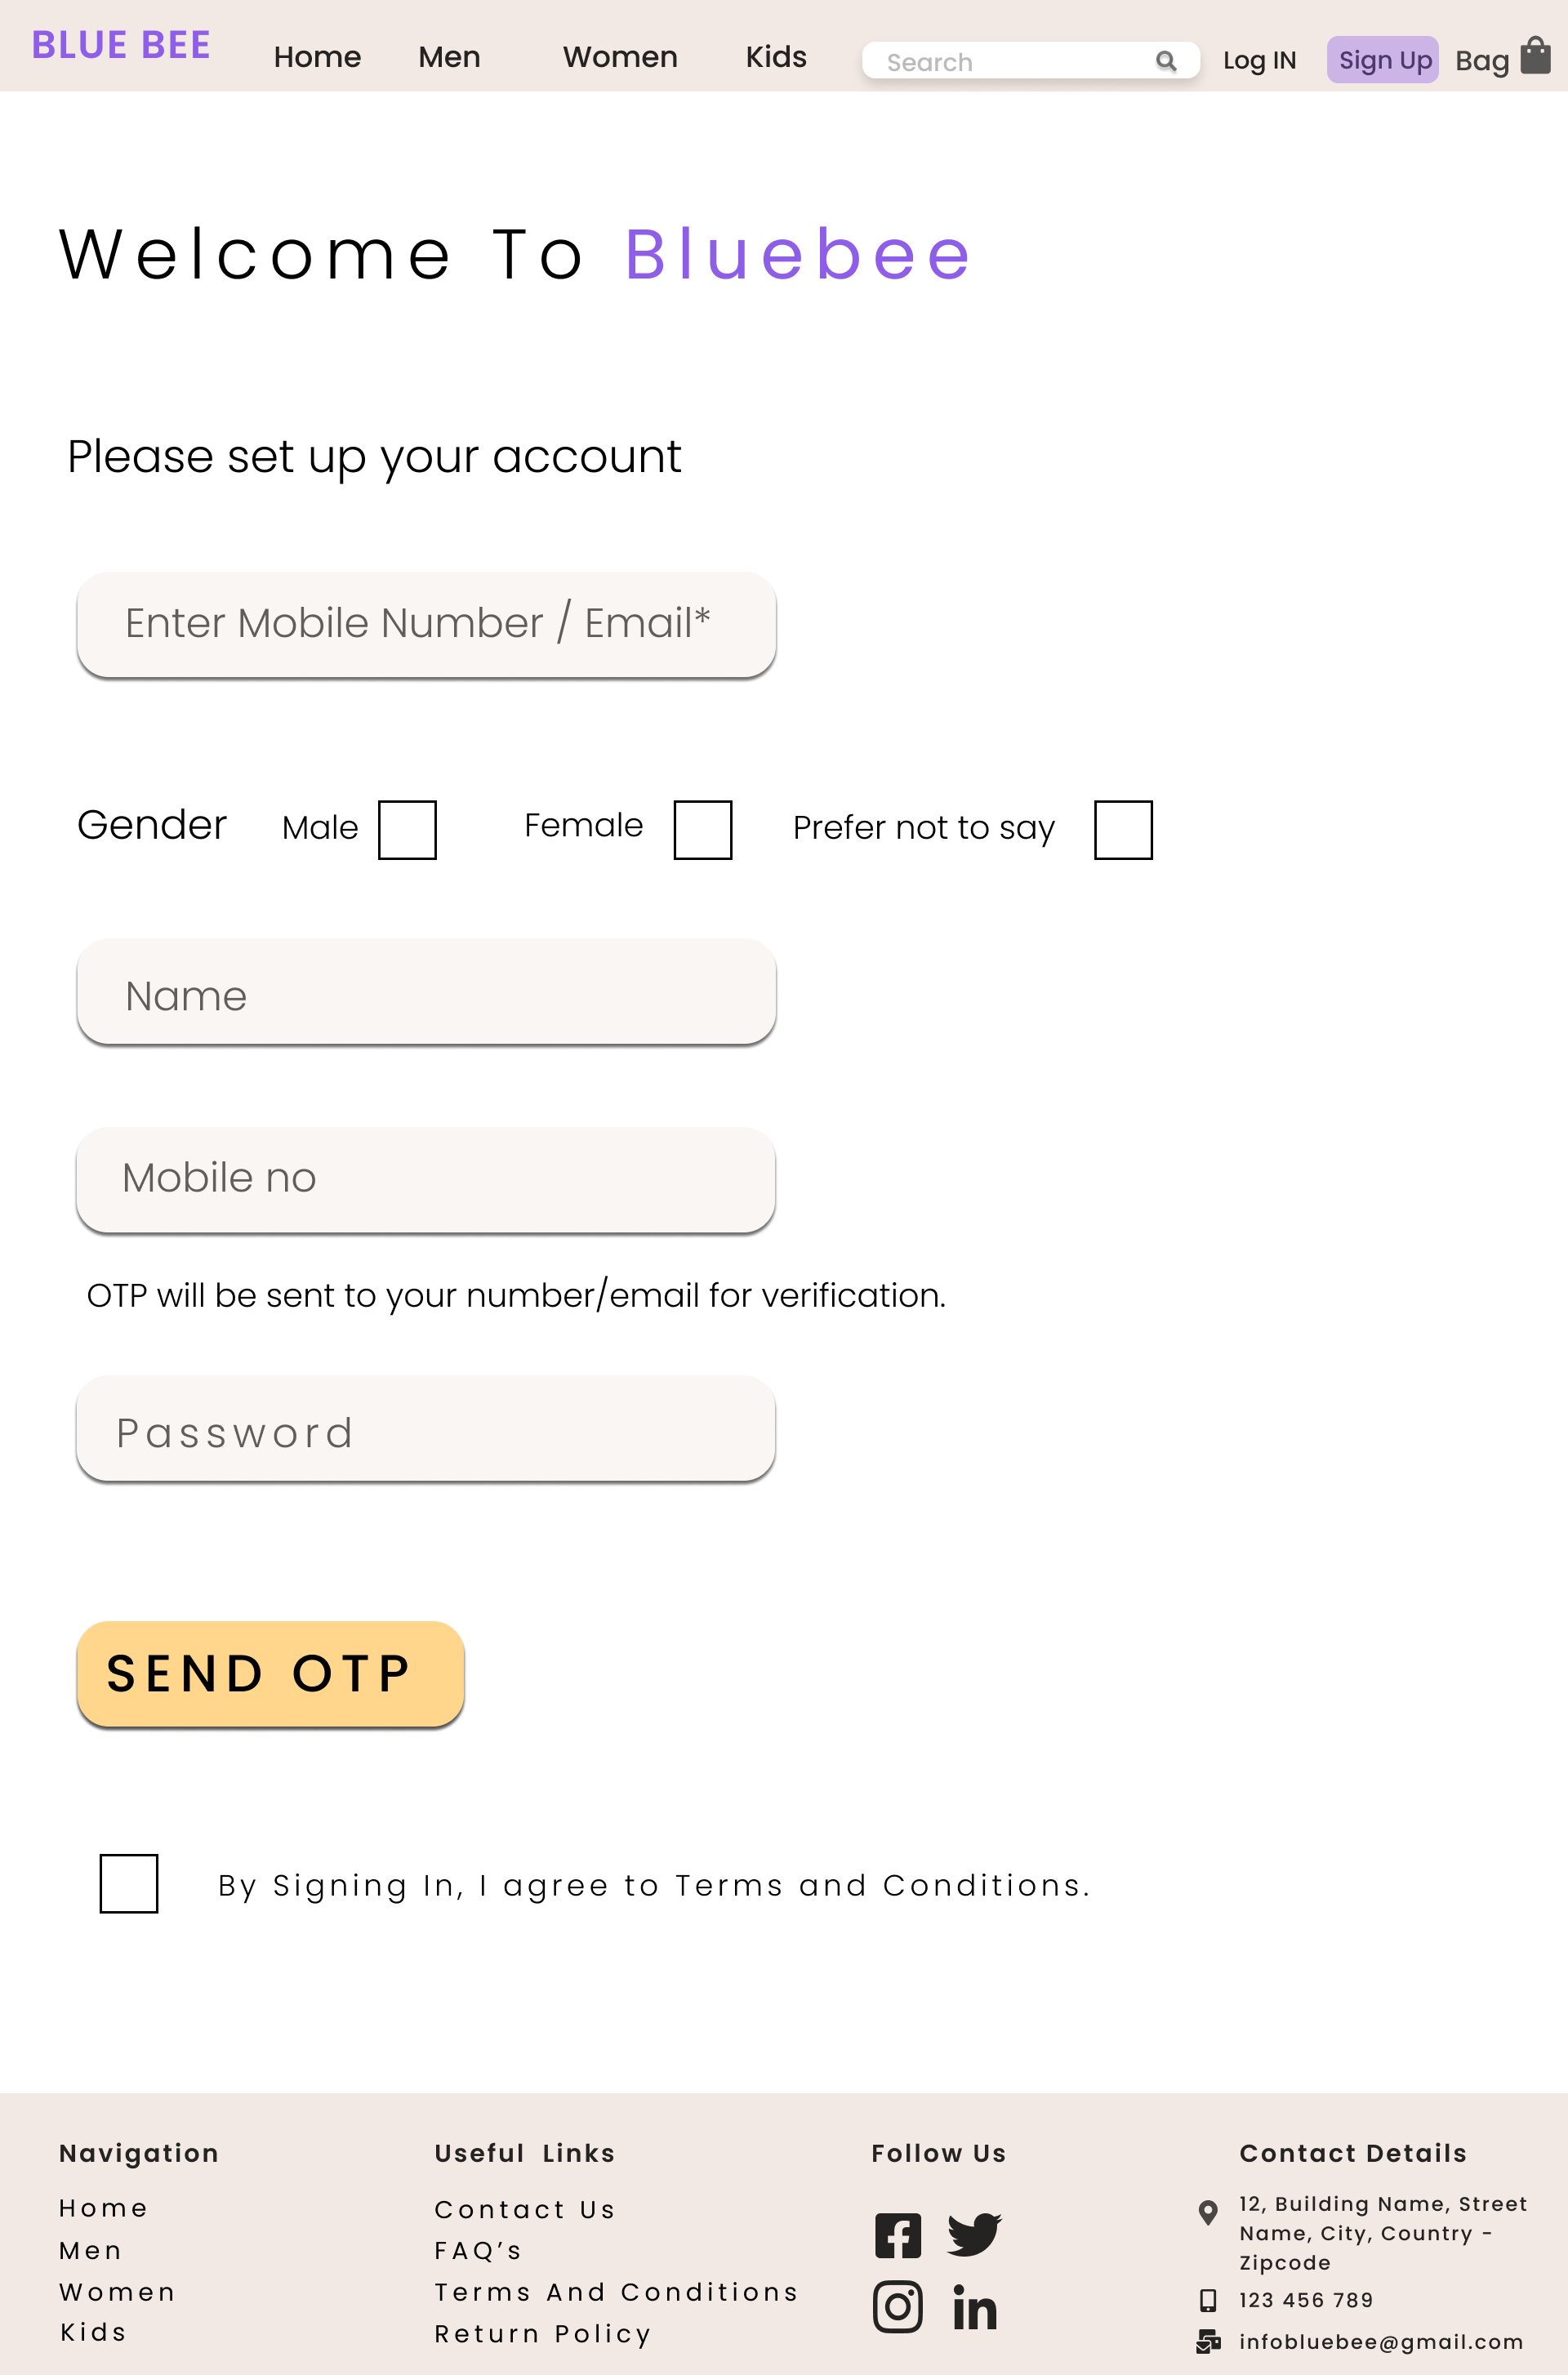 BLUE BEE
Home
Men
Women
Kids
Search
Log IN
Sign Up
Bag
Welcome To Bluebee
Please set up your account
Enter Mobile Number / Email*
Gender
Male
Female
Prefer not to say
Name
Mobile no
OTP will be sent to your number/email for verification.
Password
SEND OTP
By Signing In, I agree to Terms and Conditions.
Navigation
Home
Men
Women
Kids
Useful Links
Contact Us
FAQ’s
Terms And Conditions
Return Policy
Follow Us
Contact Details
12, Building Name, Street
Name, City, Country -
Zipcode
123 456 789
infobluebee@gmail.com